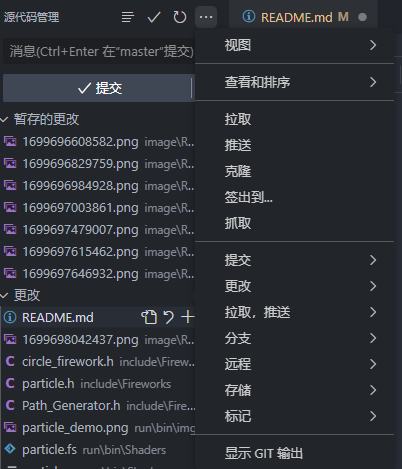 源代码管理
README.md M
消息(Ctrl+Enter 在"master"提交)
提交
暂存的更改
1699696608582.png image\R...
1699696829759.png image\R...
1699696984928.png image\R...
1699697003861.png image\R...
1699697479007.png image\R...
1699697615462.png image\R...
1699697646932.png image\R...
更改
README.md
1699698042437.png image\R...
circle_firework.h include\Firew...
particle.h include\Fireworks
Path_Generator.h include\Fire...
particle_demo.png run\bin\img
particle.fs run\bin\Shaders
视图
查看和排序
拉取
推送
克隆
签出到...
抓取
提交
更改
拉取，推送
分支
远程
存储
标记
显示 GIT 输出